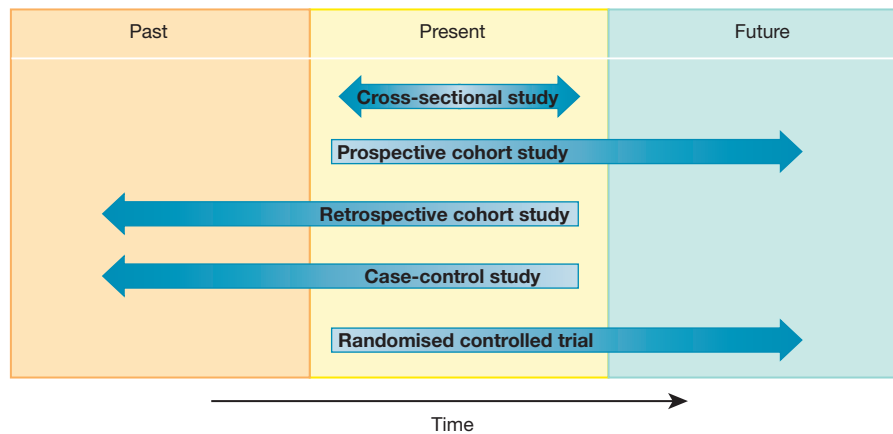 Past Present Future
Cross-sectional study
Prospective cohort study
Retrospective cohort study
Case-control study
Randomised controlled trial
Time